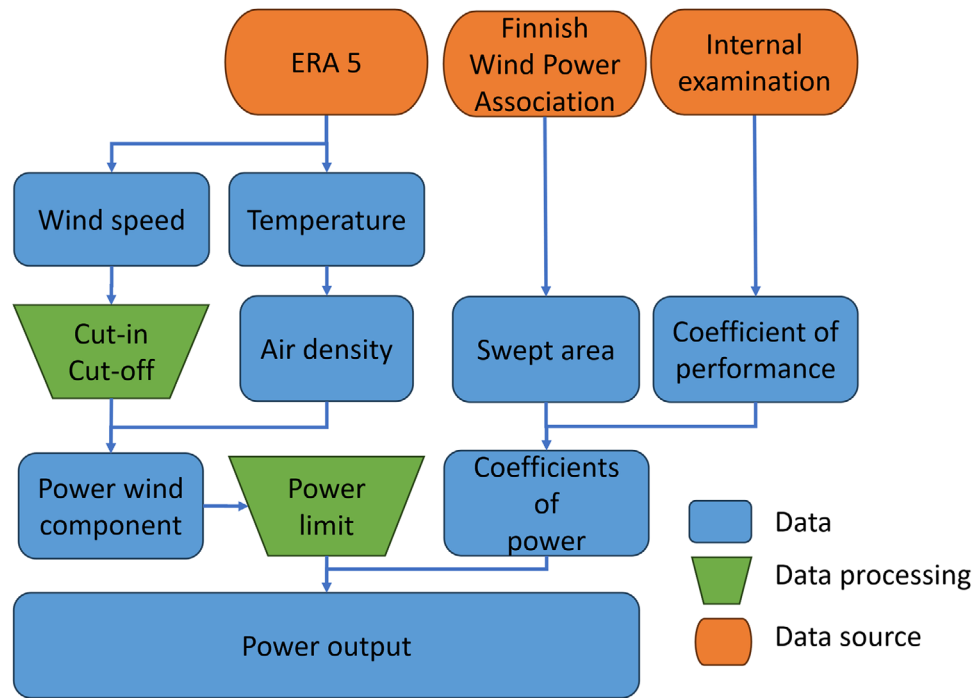 ERA 5
Finnish
Wind Power
Association
Internal
examination
Wind speed
Temperature
Cut-in
Cut-off
Air density
Swept area
Coefficient of
performance
Power wind
component
Power
limit
Coefficients
of
power
Data
Data processing
Data source
Power output